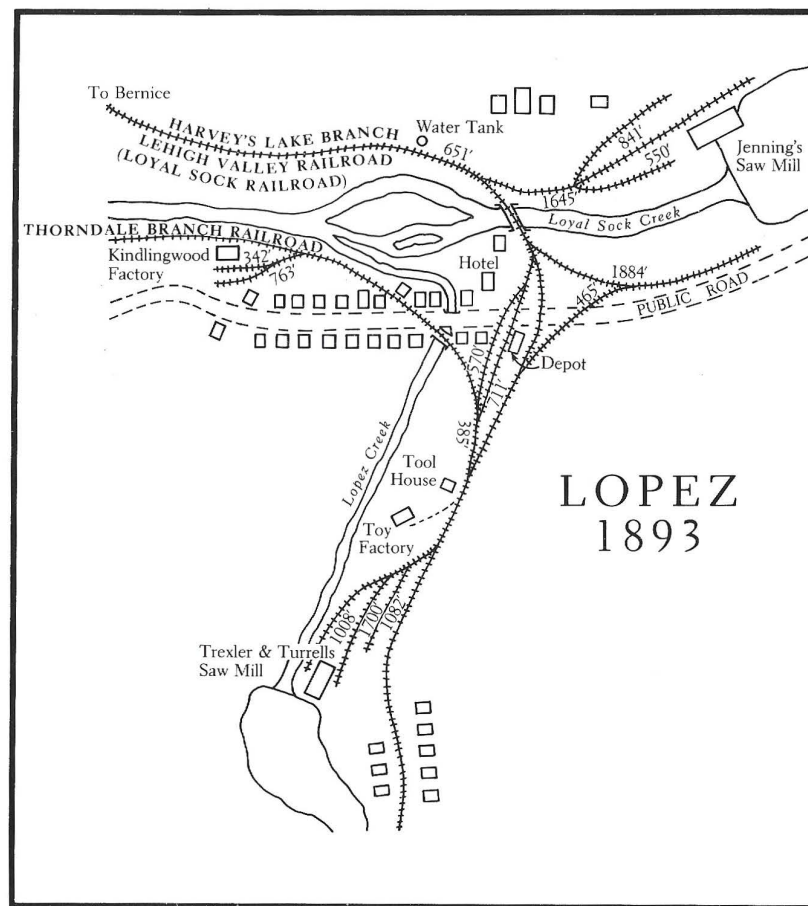 To Bernice
HARVEY'S LAKE BRANCH
LEHIGH VALLEY RAILROAD
(LOYAL SOCK RAILROAD)
Water Tank
651'
841'
550'
1645'
Jenning's
Saw Mill
Loyal Sock Creek
THORNDALE BRANCH RAILROAD
Kindlingwood
Factory
342'
763'
Hotel
1884'
465'
PUBLIC ROAD
570'
711'
Depot
385'
Lopez Creek
Tool
House
Toy
Factory
LOPEZ
1893
1008'
1700'
1082'
Trexler & Turrells
Saw Mill